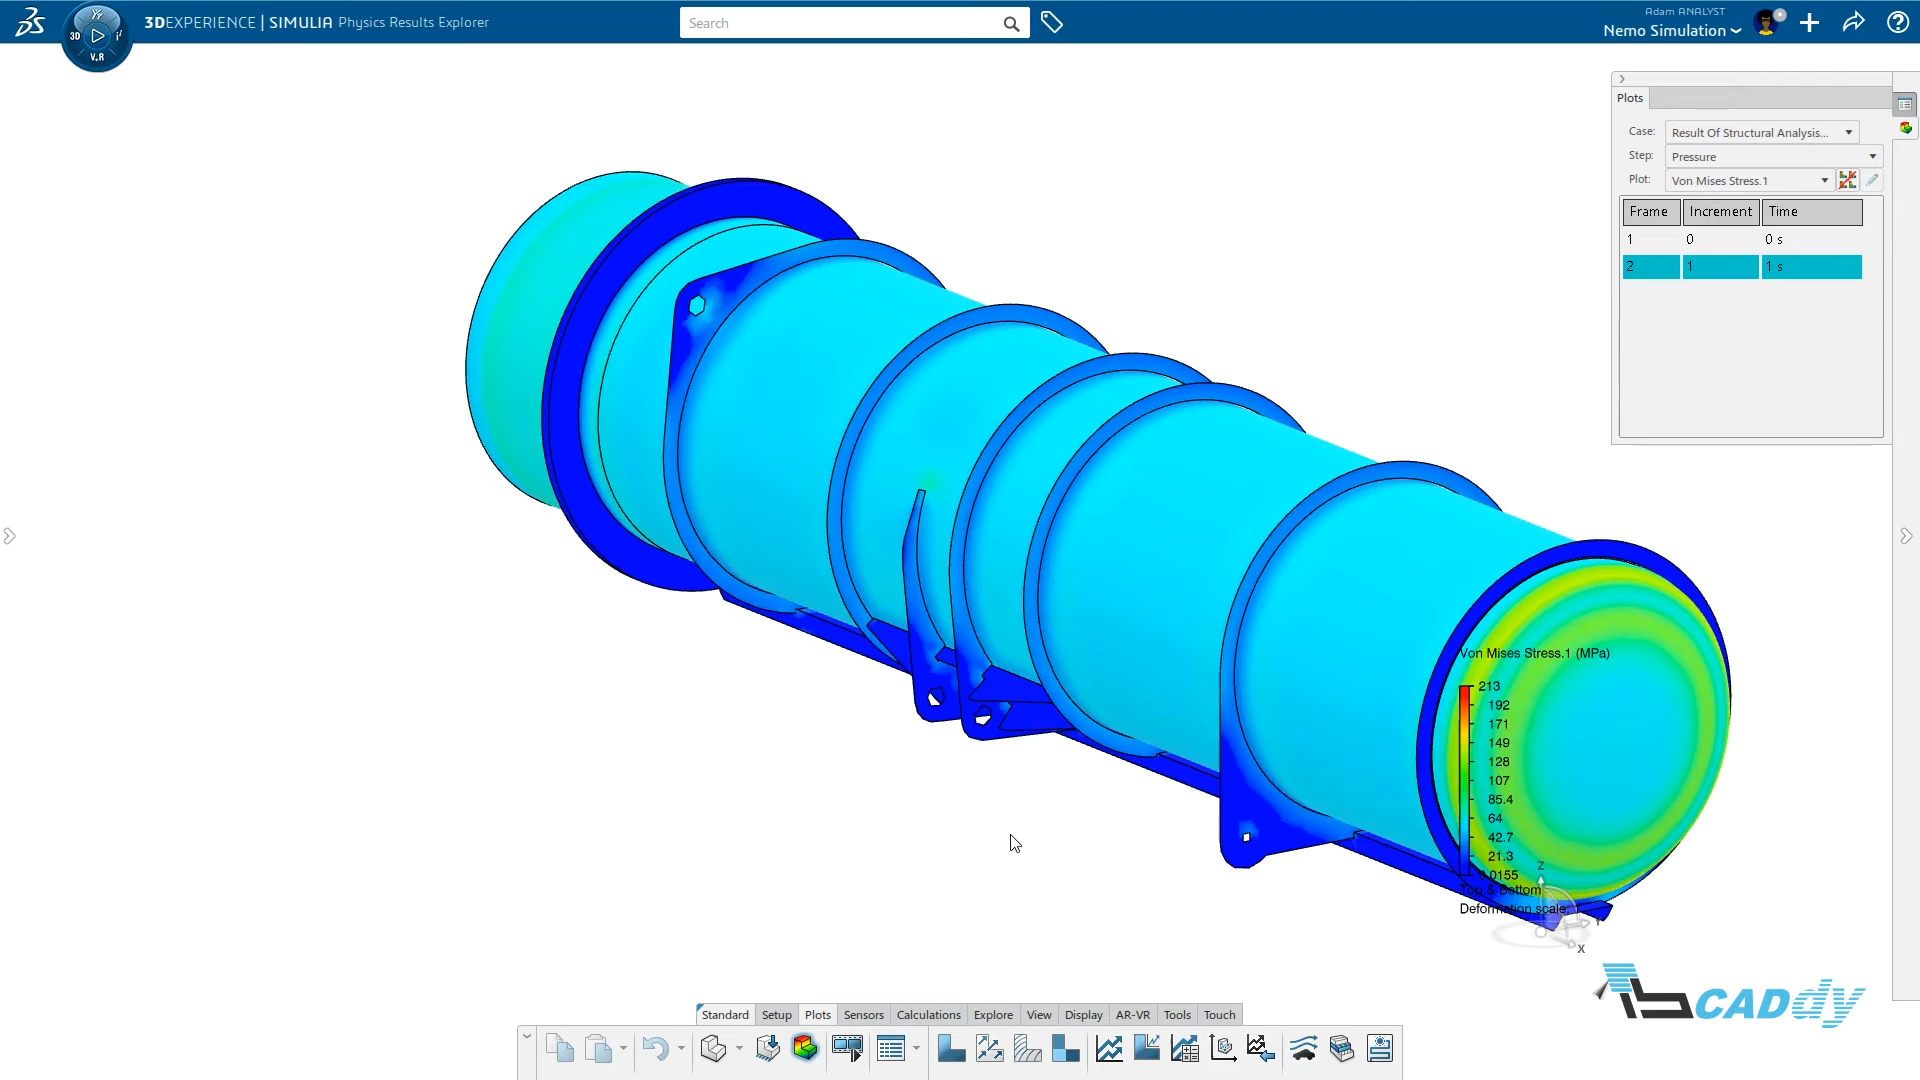 3DEXPERIENCE | SIMULIA Physics Results Explorer
3D
V.R
Search
Adam ANALYST
Nemo Simulation
Plots
Case: Result Of Structural Analysis...
Step: Pressure
Plot: Von Mises Stress.1
Frame Increment Time
1 0 0 s
2 1 1 s
Von Mises Stress.1 (MPa)
213
192
171
149
128
107
85.4
64
42.7
21.3
0.0155
Top & Bottom
Deformation scale: 1
Z
Y
X
CADdy
Standard Setup Plots Sensors Calculations Explore View Display AR-VR Tools Touch